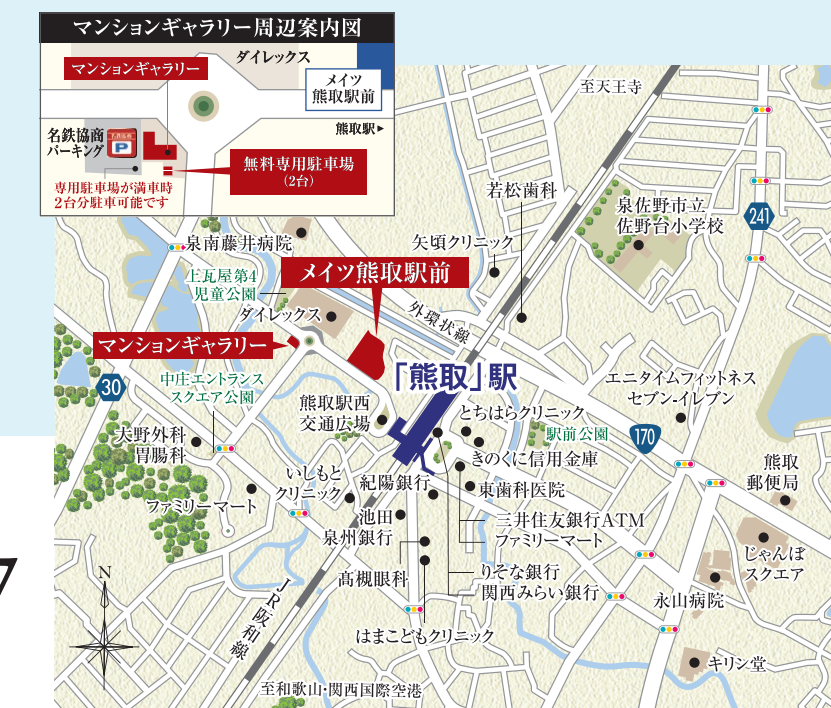 マンションギャラリー周辺案内図
ダイレックス
マンションギャラリー
メイツ
熊取駅前
名鉄協商
パーキング
P
熊取駅▶
無料専用駐車場
(2台)
専用駐車場が満車時
2台分駐車可能です
至天王寺
若松歯科
泉佐野市立
佐野台小学校
241
泉南藤井病院
矢頃クリニック
上瓦屋第4
児童公園
メイツ熊取駅前
ダイレックス
外環状線
マンションギャラリー
「熊取」駅
30
中庄エントランス
スクエア公園
エニタイムフィットネス
セブン-イレブン
熊取駅西
交通広場
とちはらクリニック
駅前公園
170
大野外科
胃腸科
きのくに信用金庫
熊取
郵便局
いしもと
クリニック
紀陽銀行
東歯科医院
ファミリーマート
池田
泉州銀行
三井住友銀行ATM
ファミリーマート
じゃんぼ
スクエア
N
髙槻眼科
りそな銀行
関西みらい銀行
永山病院
JR阪和線
はまこどもクリニック
キリン堂
至和歌山・関西国際空港